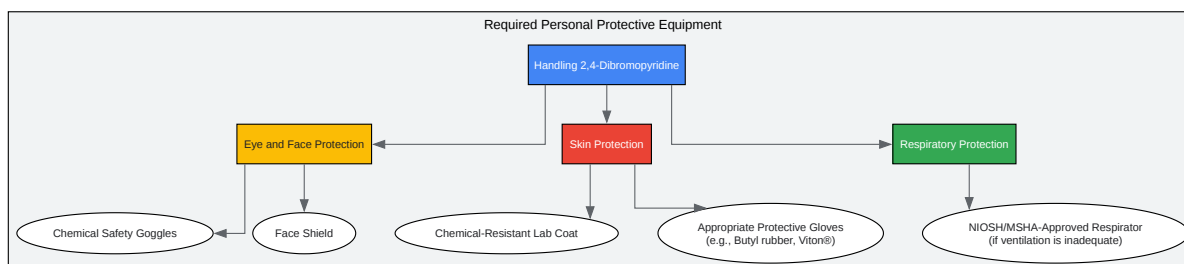 Required Personal Protective Equipment
Handling 2,4-Dibromopyridine
Eye and Face Protection
Skin Protection
Respiratory Protection
Chemical Safety Goggles
Face Shield
Chemical-Resistant Lab Coat
Appropriate Protective Gloves
(e.g., Butyl rubber, Viton®)
NIOSH/MSHA-Approved Respirator
(if ventilation is inadequate)